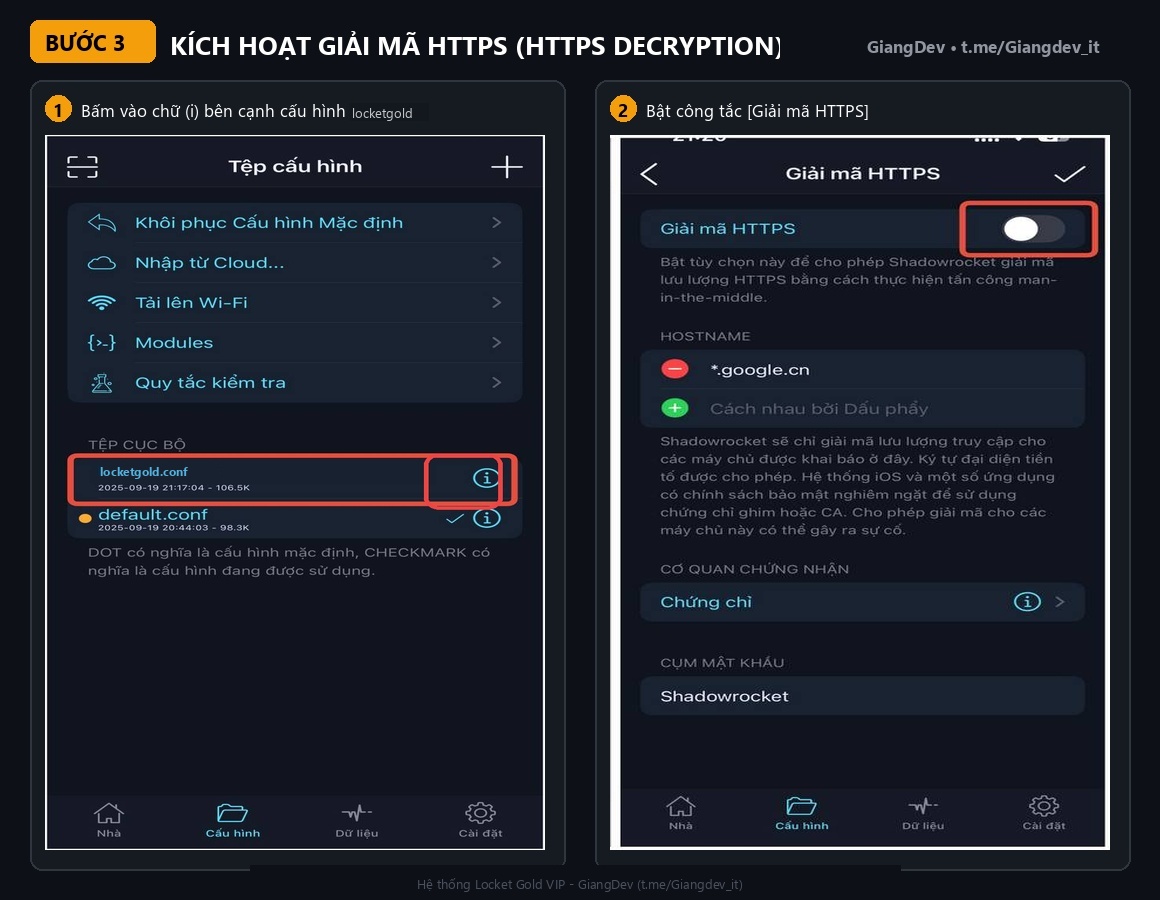 BƯỚC 3
KÍCH HOẠT GIẢI MÃ HTTPS (HTTPS DECRYPTION)
GiangDev • t.me/Giangdev_it
1 Bấm vào chữ (i) bên cạnh cấu hình locketgold
Tệp cấu hình
Khôi phục Cấu hình Mặc định
Nhập từ Cloud...
Tải lên Wi-Fi
Modules
Quy tắc kiểm tra
TỆP CỤC BỘ
locketgold.conf
2025-09-19 21:17:04 - 106.5K
default.conf
2025-09-19 20:44:03 - 98.3K
DOT có nghĩa là cấu hình mặc định, CHECKMARK có
nghĩa là cấu hình đang được sử dụng.
Nhà
Cấu hình
Dữ liệu
Cài đặt
2 Bật công tắc [Giải mã HTTPS]
Giải mã HTTPS
Giải mã HTTPS
Bật tùy chọn này để cho phép Shadowrocket giải mã
lưu lượng HTTPS bằng cách thực hiện tấn công man-
in-the-middle.
HOSTNAME
*.google.cn
Cách nhau bởi Dấu phẩy
Shadowrocket sẽ chỉ giải mã lưu lượng truy cập cho
các máy chủ được khai báo ở đây. Ký tự đại diện tiền
tố được cho phép. Hệ thống iOS và một số ứng dụng
có chính sách bảo mật nghiêm ngặt để sử dụng
chứng chỉ ghim hoặc CA. Cho phép giải mã cho các
máy chủ này có thể gây ra sự cố.
CƠ QUAN CHỨNG NHẬN
Chứng chỉ
CỤM MẬT KHẨU
Shadowrocket
Nhà
Cấu hình
Dữ liệu
Cài đặt
Hệ thống Locket Gold VIP - GiangDev (t.me/Giangdev_it)